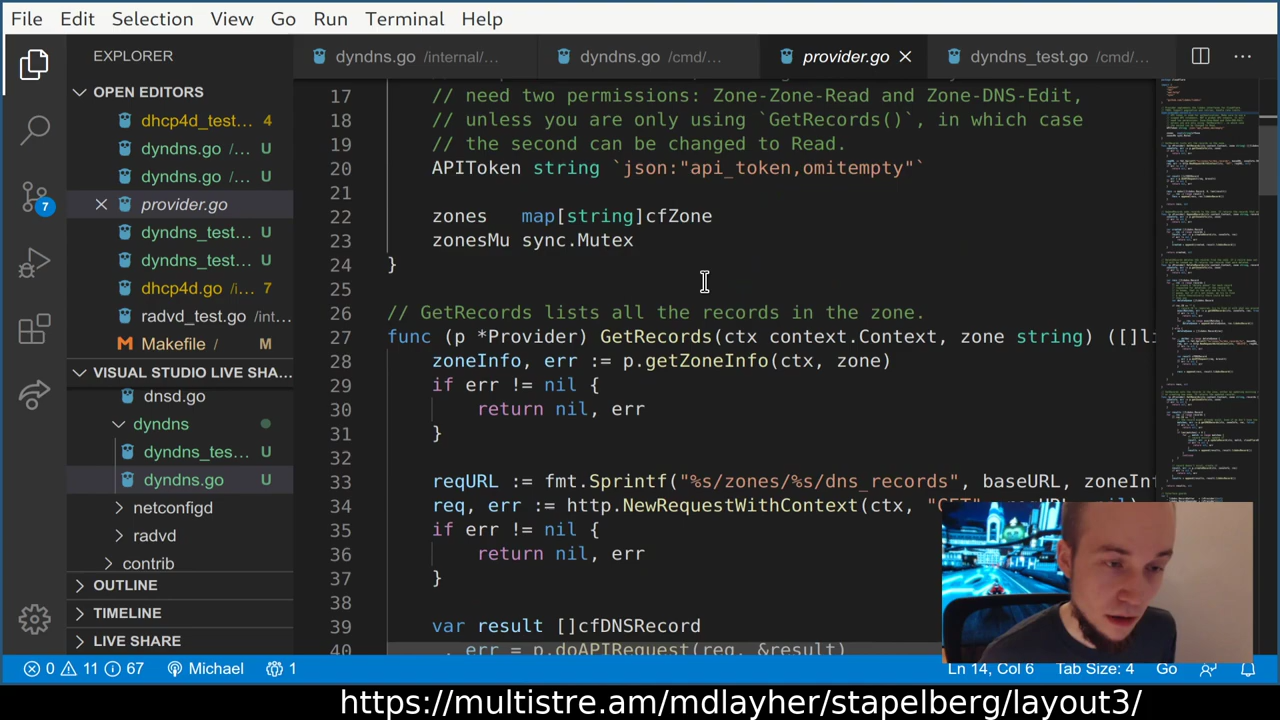 File Edit Selection View Go Run Terminal Help
EXPLORER
dyndns.go /internal/...
dyndns.go /cmd/...
provider.go
dyndns_test.go /cmd/...
OPEN EDITORS
dhcp4d_test... 4
dyndns.go /... U
dyndns.go /... U
provider.go
dyndns_test... U
dyndns_test... U
dhcp4d.go /i... 7
radvd_test.go /int...
Makefile / M
7
VISUAL STUDIO LIVE SHA...
dnsd.go
dyndns
dyndns_tes... U
dyndns.go U
netconfigd
radvd
contrib
OUTLINE
TIMELINE
LIVE SHARE
17 // need two permissions: Zone-Zone-Read and Zone-DNS-Edit,
18 // unless you are only using `GetRecords()`, in which case
19 // the second can be changed to Read.
20 APIToken string `json:"api_token,omitempty"`
21
22 zones map[string]cfZone
23 zonesMu sync.Mutex
24 }
25
26 // GetRecords lists all the records in the zone.
27 func (p *Provider) GetRecords(ctx context.Context, zone string) ([]li
28 zoneInfo, err := p.getZoneInfo(ctx, zone)
29 if err != nil {
30 return nil, err
31 }
32
33 reqURL := fmt.Sprintf("%s/zones/%s/dns_records", baseURL, zoneInf
34 req, err := http.NewRequestWithContext(ctx, "GET", reqURL, nil)
35 if err != nil {
36 return nil, err
37 }
38
39 var result []cfDNSRecord
40 _, err = p.doAPIRequest(req, &result)
0 11 67 Michael 1
Ln 14, Col 6 Tab Size: 4 Go
https://multistre.am/mdlayher/stapelberg/layout3/